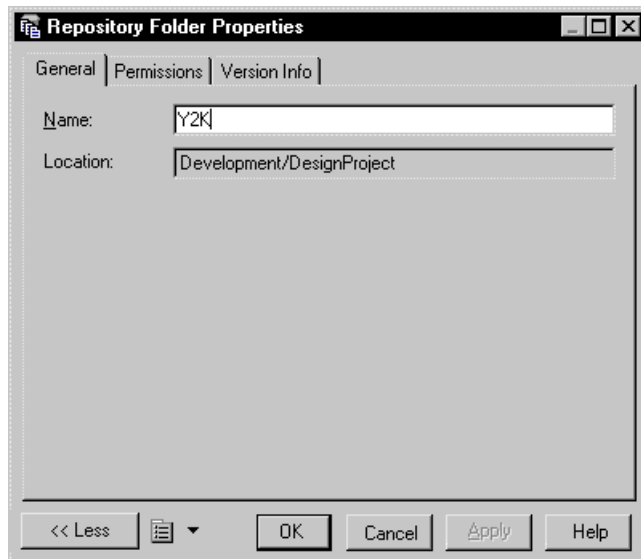 Repository Folder Properties
General Permissions Version Info
Name: Y2K
Location: Development/DesignProject
<< Less OK Cancel Apply Help